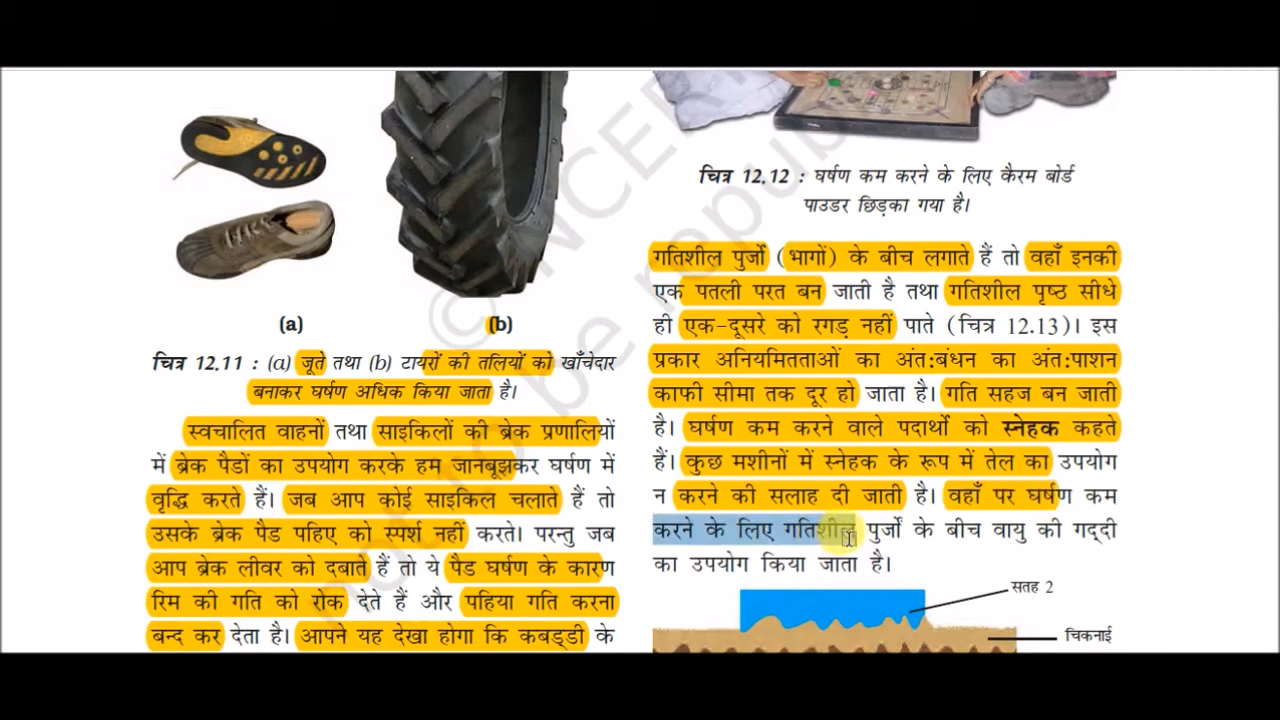 (a)
(b)
चित्र 12.11 : (a) जूते तथा (b) टायरों की तलियों को खाँचेदार
बनाकर घर्षण अधिक किया जाता है।
स्वचालित वाहनों तथा साइकिलों की ब्रेक प्रणालियों
में ब्रेक पैडों का उपयोग करके हम जानबूझकर घर्षण में
वृद्धि करते हैं। जब आप कोई साइकिल चलाते हैं तो
उसके ब्रेक पैड पहिए को स्पर्श नहीं करते। परन्तु जब
आप ब्रेक लीवर को दबाते हैं तो ये पैड घर्षण के कारण
रिम की गति को रोक देते हैं और पहिया गति करना
बन्द कर देता है। आपने यह देखा होगा कि कबड्डी के
चित्र 12.12 : घर्षण कम करने के लिए कैरम बोर्ड
पाउडर छिड़का गया है।
गतिशील पुर्जो (भागों) के बीच लगाते हैं तो वहाँ इनकी
एक पतली परत बन जाती है तथा गतिशील पृष्ठ सीधे
ही एक-दूसरे को रगड़ नहीं पाते (चित्र 12.13)। इस
प्रकार अनियमितताओं का अंत:बंधन का अंत:पाशन
काफी सीमा तक दूर हो जाता है। गति सहज बन जाती
है। घर्षण कम करने वाले पदार्थो को स्नेहक कहते
हैं। कुछ मशीनों में स्नेहक के रूप में तेल का उपयोग
न करने की सलाह दी जाती है। वहाँ पर घर्षण कम
करने के लिए गतिशील पुर्जो के बीच वायु की गद्दी
का उपयोग किया जाता है।
सतह 2
चिकनाई
© NCER
not to be republ